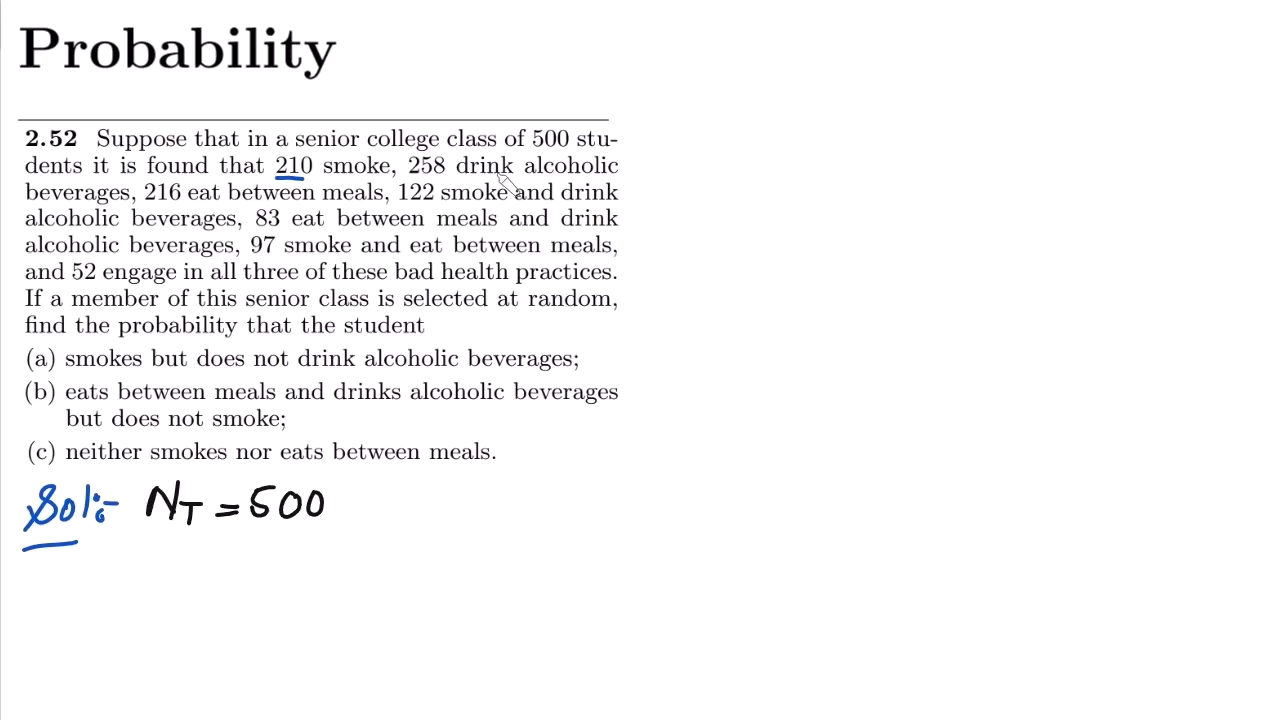 Probability
2.52 Suppose that in a senior college class of 500 stu-
dents it is found that 210 smoke, 258 drink alcoholic
beverages, 216 eat between meals, 122 smoke and drink
alcoholic beverages, 83 eat between meals and drink
alcoholic beverages, 97 smoke and eat between meals,
and 52 engage in all three of these bad health practices.
If a member of this senior class is selected at random,
find the probability that the student
(a) smokes but does not drink alcoholic beverages;
(b) eats between meals and drinks alcoholic beverages
but does not smoke;
(c) neither smokes nor eats between meals.
Sol:- N_T = 500